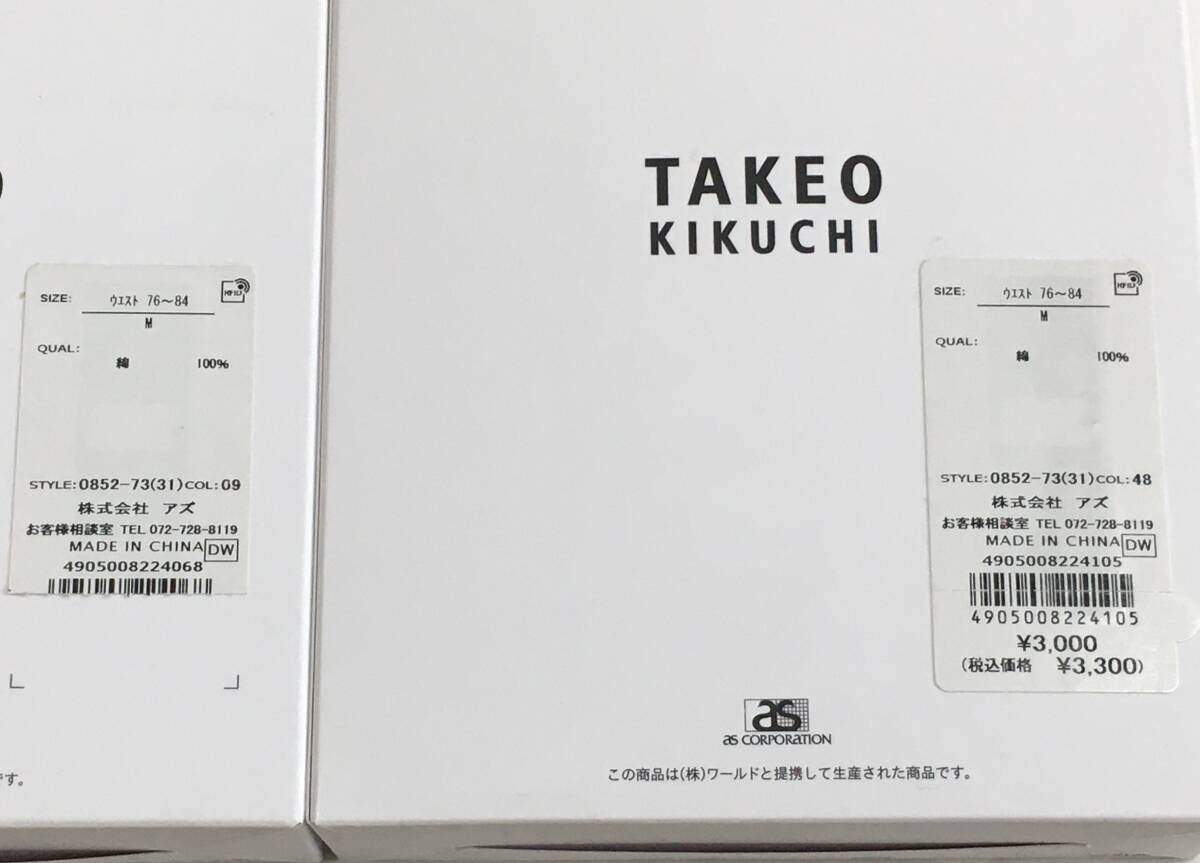 SIZE: ウエスト 76〜84
M
QUAL:
綿 100%
STYLE:0852-73(31)COL:09
株式会社 アズ
お客様相談室 TEL 072-728-8119
MADE IN CHINA DW
4905008224068
です。
TAKEO
KIKUCHI
SIZE: ウエスト 76〜84
M
QUAL:
綿 100%
STYLE:0852-73(31)COL:48
株式会社 アズ
お客様相談室 TEL 072-728-8119
MADE IN CHINA DW
4905008224105
4905008224105
¥3,000
(税込価格 ¥3,300)
as
as CORPORATION
この商品は(株)ワールドと提携して生産された商品です。